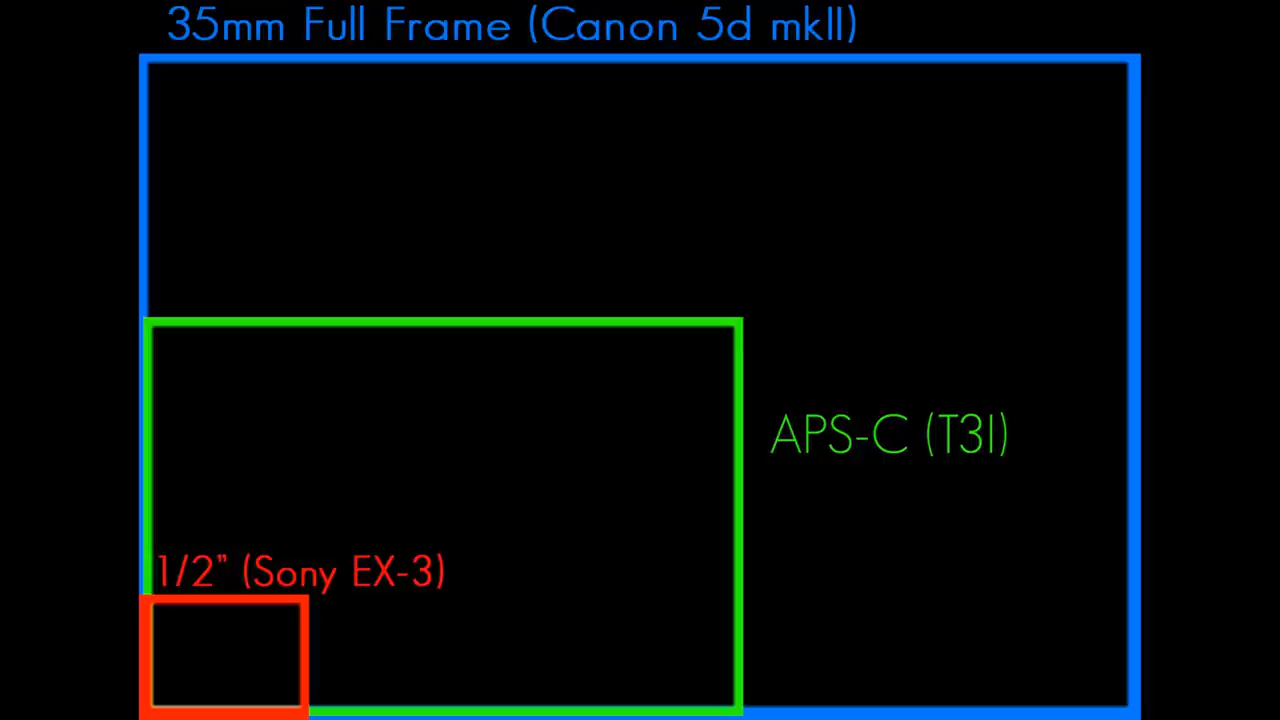 35mm Full Frame (Canon 5d mkII)
APS-C (T3I)
1/2" (Sony EX-3)